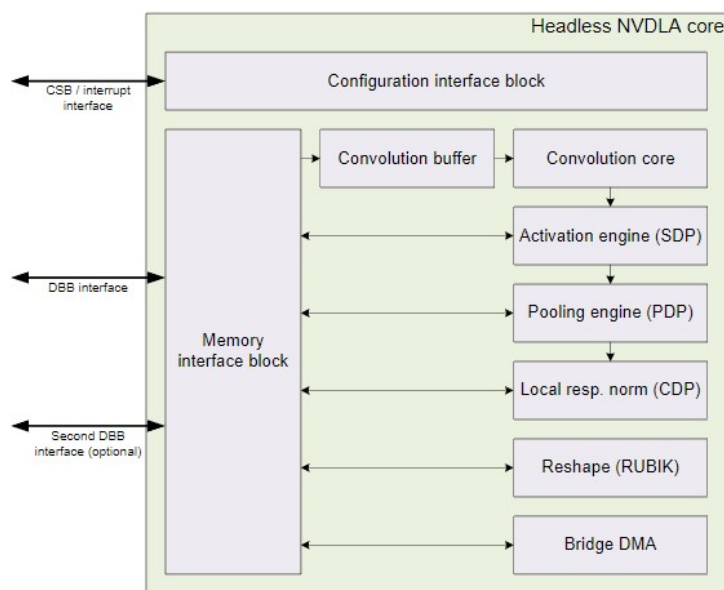 Headless NVDLA core
CSB / interrupt
interface
Configuration interface block
Convolution buffer
Convolution core
Activation engine (SDP)
DBB interface
Pooling engine (PDP)
Memory
interface block
Local resp. norm (CDP)
Second DBB
interface (optional)
Reshape (RUBIK)
Bridge DMA